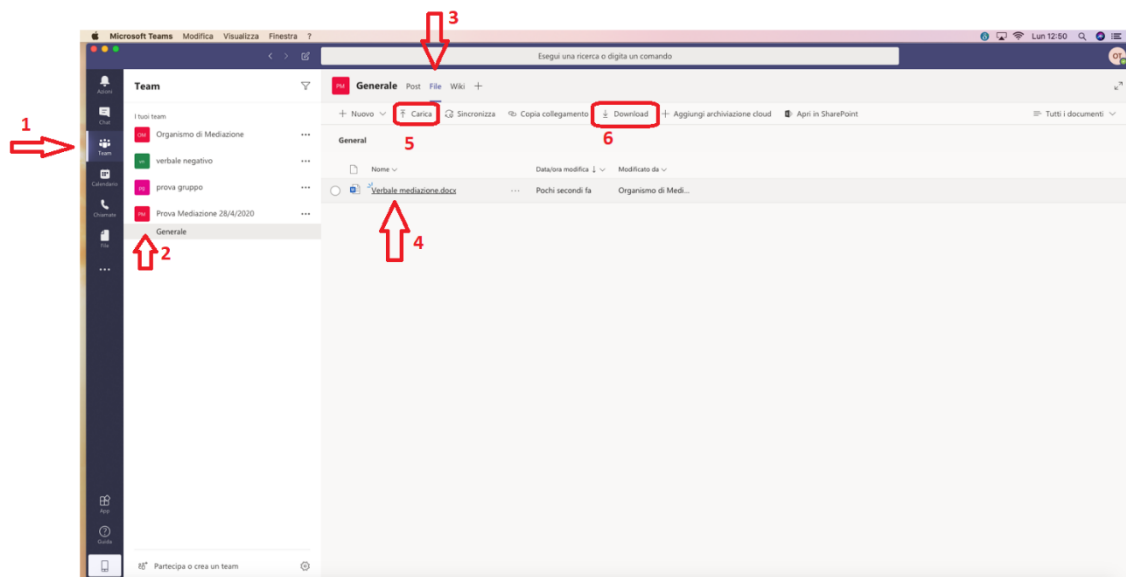 3
Microsoft Teams Modifica Visualizza Finestra ?
Lun 12:50
Esegui una ricerca o digita un comando
OT
1
Attività
Chat
Team
Calendario
Chiamate
File
App
Guida
Team
I tuoi team
OM Organismo di Mediazione
vn verbale negativo
PG prova gruppo
PM Prova Mediazione 28/4/2020
Generale
2
Partecipa o crea un team
PM Generale Post File Wiki
Nuovo Carica Sincronizza Copia collegamento Download Aggiungi archiviazione cloud Apri in SharePoint Tutti i documenti
5
6
General
Nome Data/ora modifica Modificato da
Verbale mediazione.docx Pochi secondi fa Organismo di Medi...
4